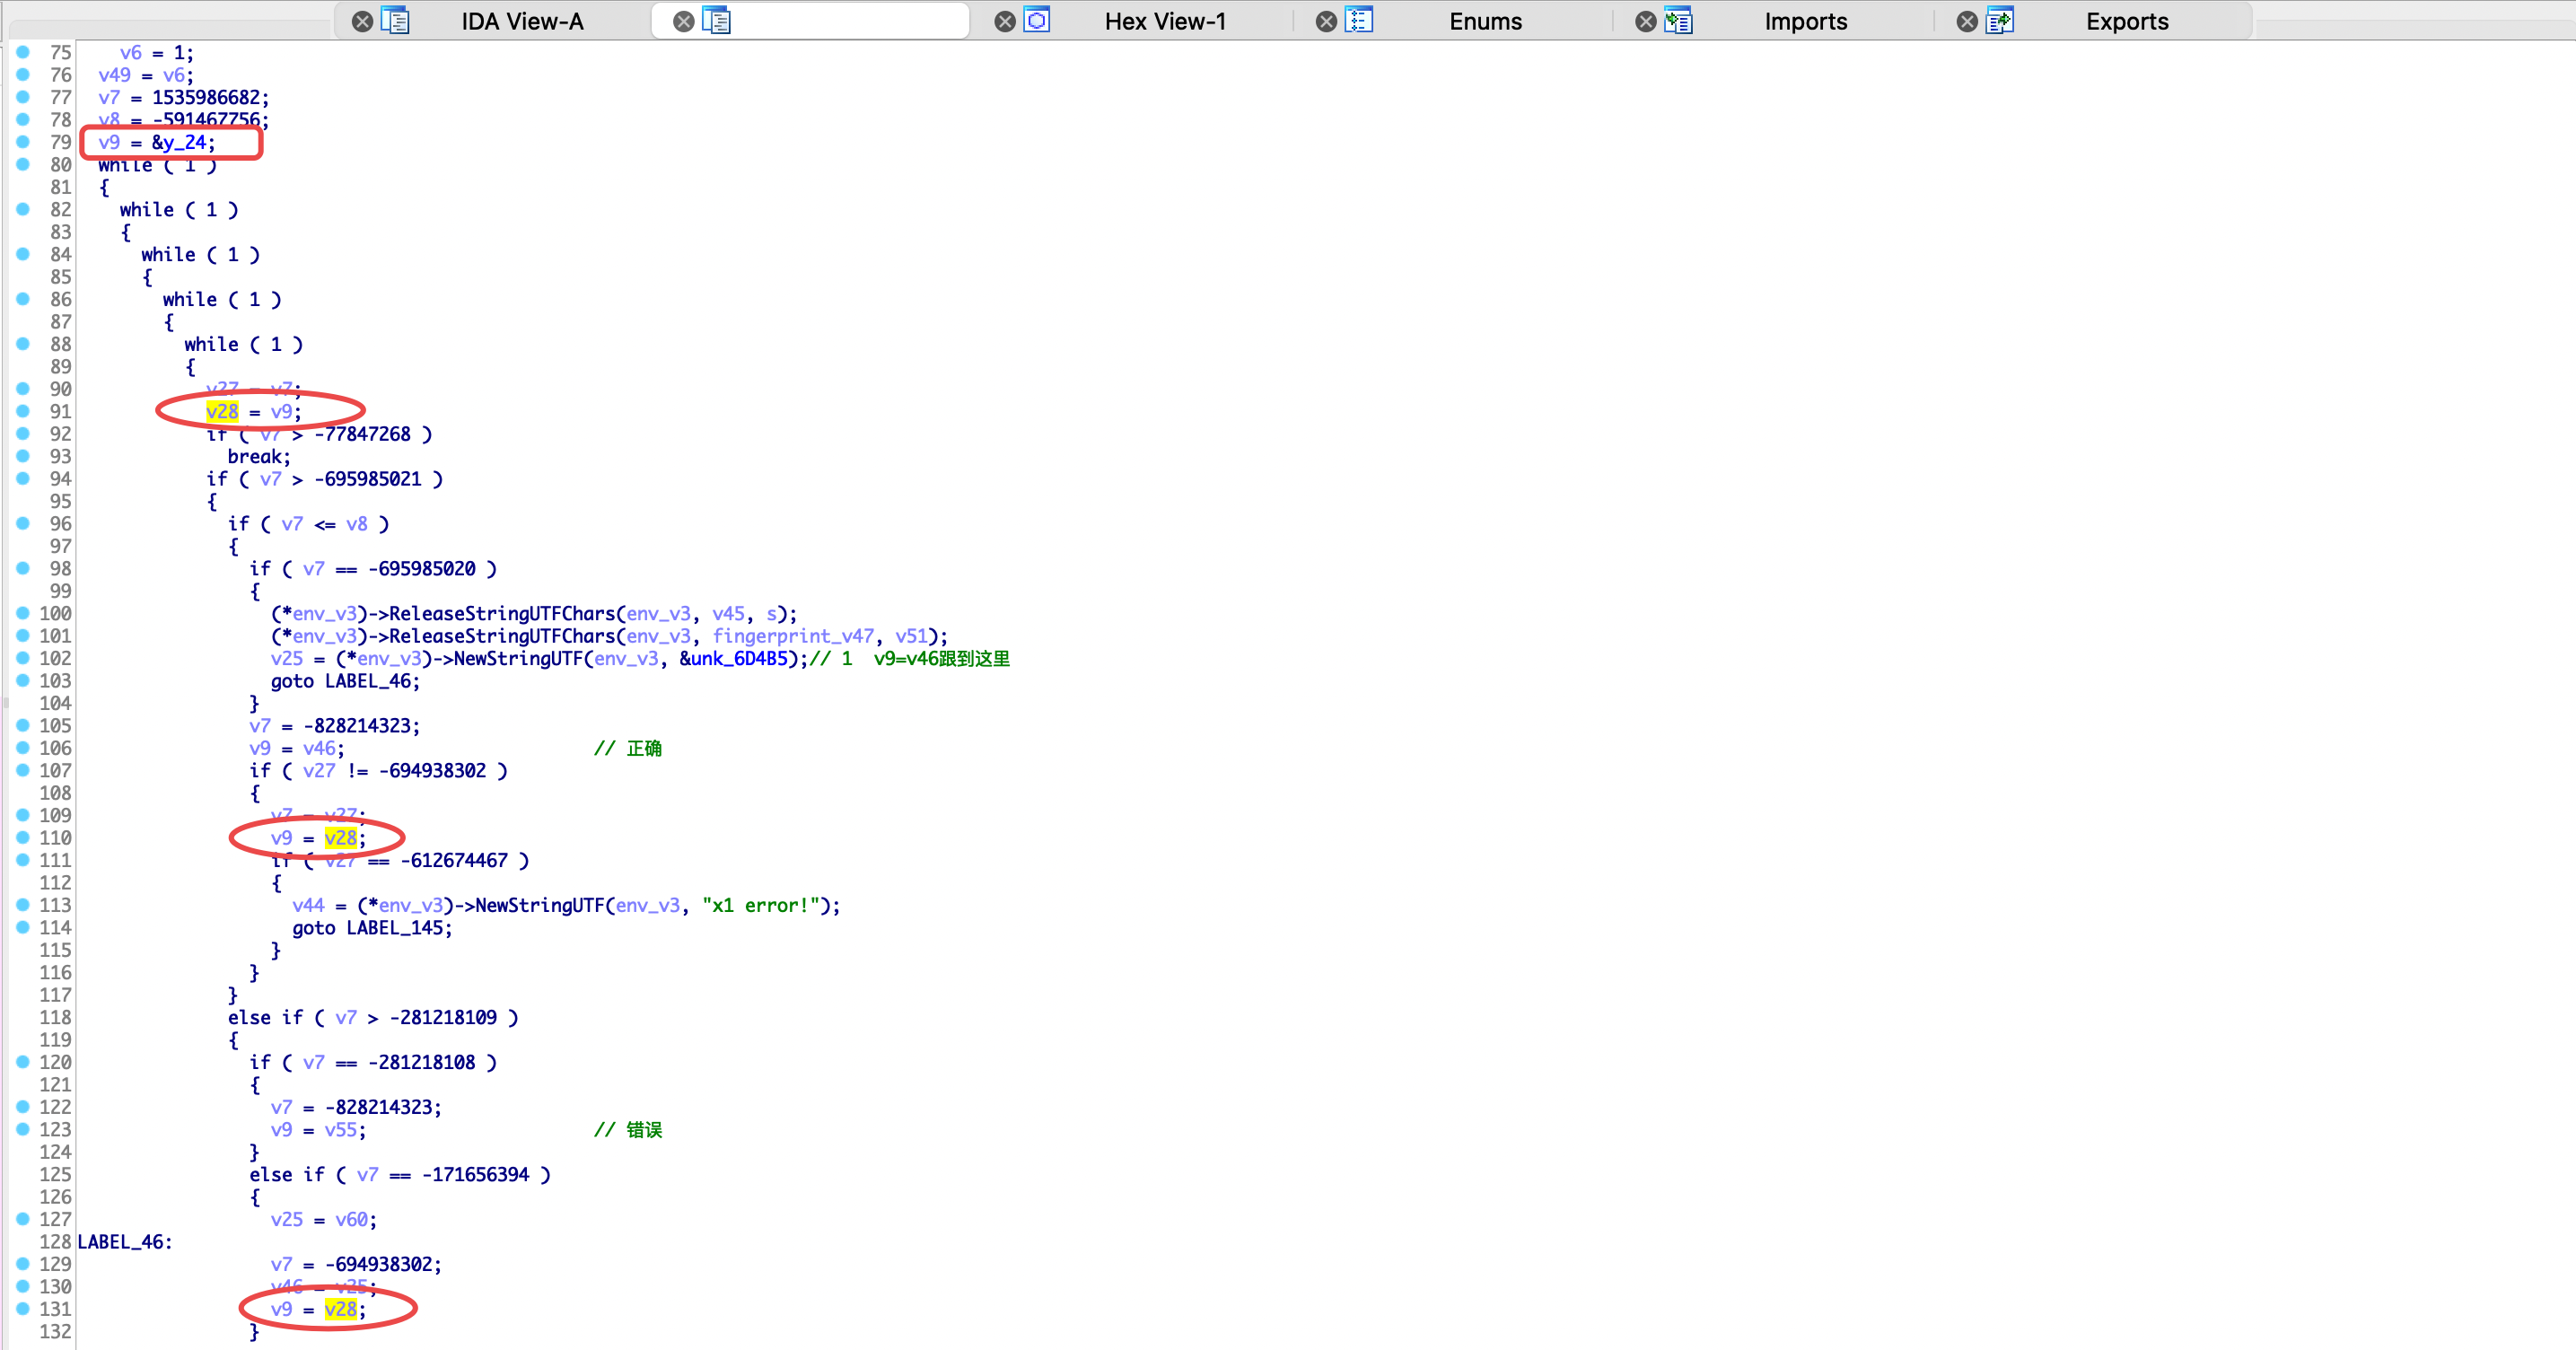 IDA View-A Hex View-1 Enums Imports Exports
75 v6 = 1;
76 v49 = v6;
77 v7 = 1535986682;
78 v8 = -591467756;
79 v9 = &y_24;
80 while ( 1 )
81 {
82 while ( 1 )
83 {
84 while ( 1 )
85 {
86 while ( 1 )
87 {
88 while ( 1 )
89 {
90 v27 = v7;
91 v28 = v9;
92 if ( v7 > -77847268 )
93 break;
94 if ( v7 > -695985021 )
95 {
96 if ( v7 <= v8 )
97 {
98 if ( v7 == -695985020 )
99 {
100 (*env_v3)->ReleaseStringUTFChars(env_v3, v45, s);
101 (*env_v3)->ReleaseStringUTFChars(env_v3, fingerprint_v47, v51);
102 v25 = (*env_v3)->NewStringUTF(env_v3, &unk_6D4B5);// 1  v9=v46跟到这里
103 goto LABEL_46;
104 }
105 v7 = -828214323;
106 v9 = v46; // 正确
107 if ( v27 != -694938302 )
108 {
109 v7 = v27;
110 v9 = v28;
111 if ( v27 == -612674467 )
112 {
113 v44 = (*env_v3)->NewStringUTF(env_v3, "x1 error!");
114 goto LABEL_145;
115 }
116 }
117 }
118 else if ( v7 > -281218109 )
119 {
120 if ( v7 == -281218108 )
121 {
122 v7 = -828214323;
123 v9 = v55; // 错误
124 }
125 else if ( v7 == -171656394 )
126 {
127 v25 = v60;
128 LABEL_46:
129 v7 = -694938302;
130 v46 = v25;
131 v9 = v28;
132 }